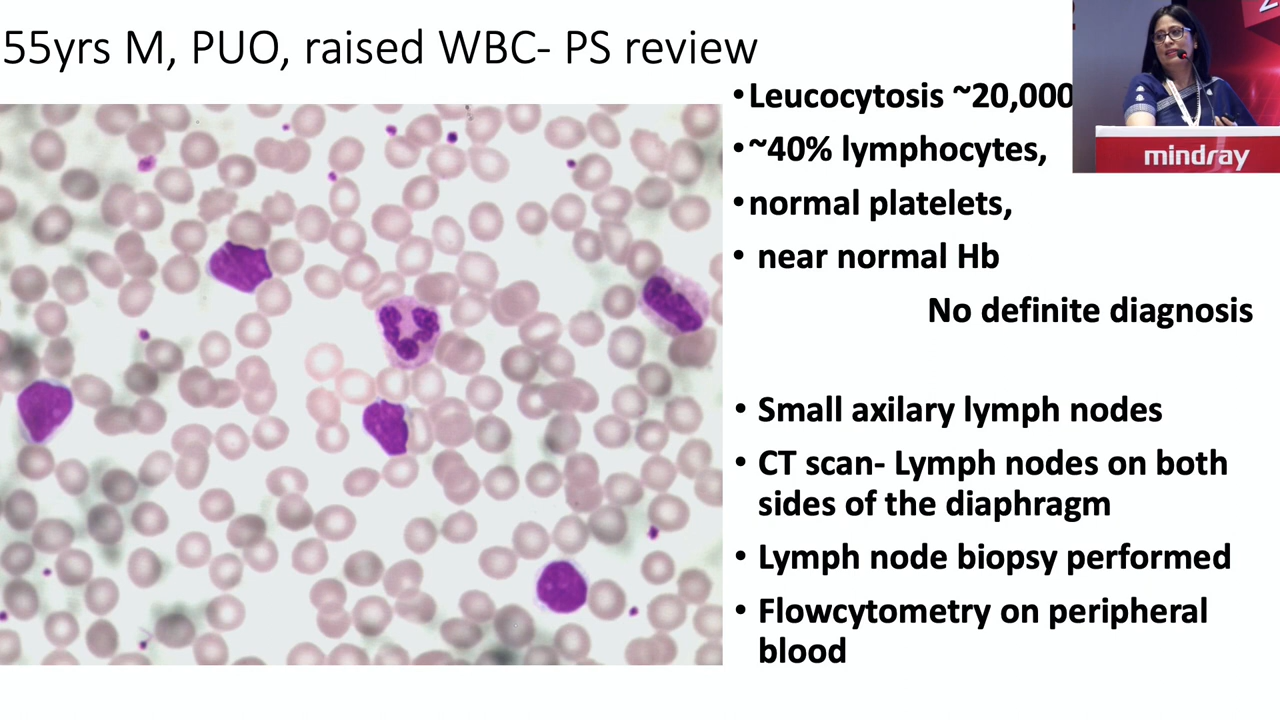 55yrs M, PUO, raised WBC- PS review
•Leucocytosis ~20,000
•~40% lymphocytes,
•normal platelets,
• near normal Hb
No definite diagnosis
• Small axilary lymph nodes
• CT scan- Lymph nodes on both
sides of the diaphragm
• Lymph node biopsy performed
• Flowcytometry on peripheral
blood
mindray